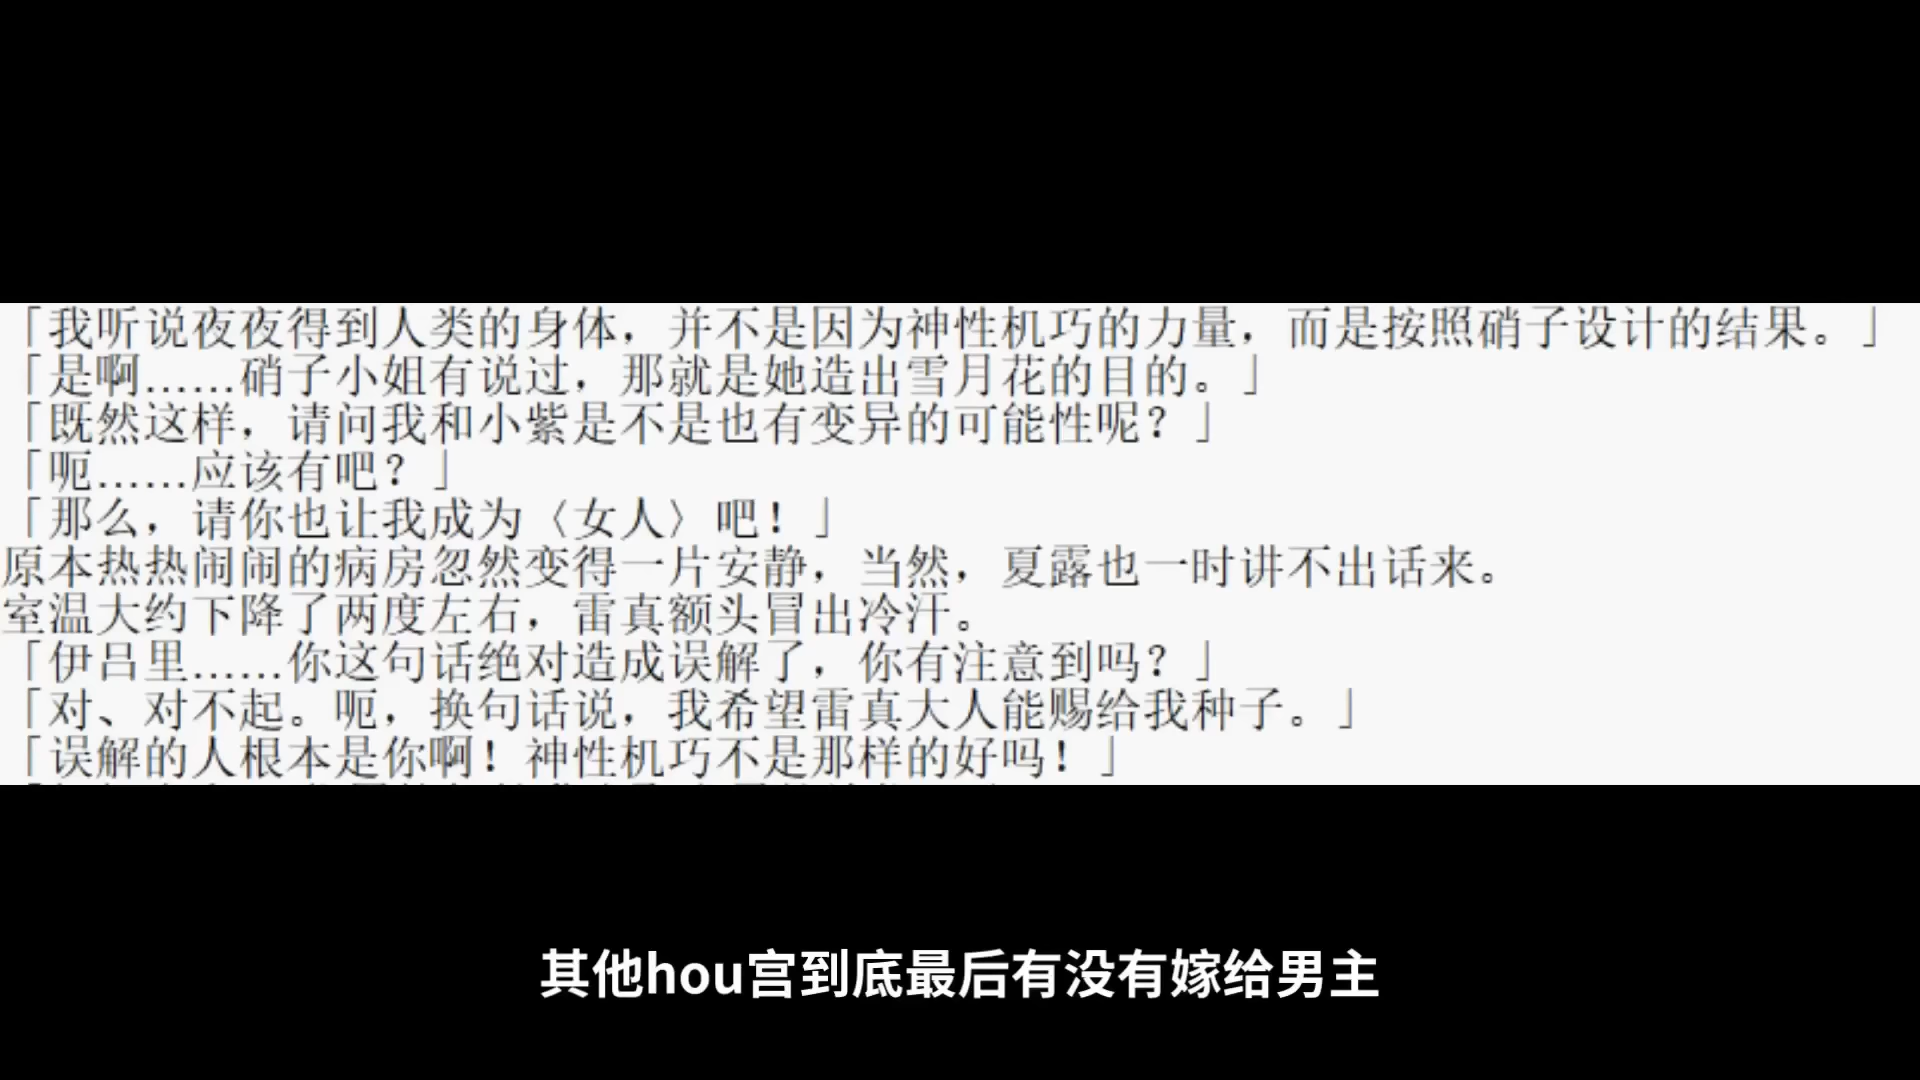 「我听说夜夜得到人类的身体，并不是因为神性机巧的力量，而是按照硝子设计的结果。」
「是啊……硝子小姐有说过，那就是她造出雪月花的目的。」
「既然这样，请问我和小紫是不是也有变异的可能性呢？」
「呃……应该有吧？」
「那么，请你也让我成为〈女人〉吧！」
原本热热闹闹的病房忽然变得一片安静，当然，夏露也一时讲不出话来。
室温大约下降了两度左右，雷真额头冒出冷汗。
「伊吕里……你这句话绝对造成误解了，你有注意到吗？」
「对、对不起。呃，换句话说，我希望雷真大人能赐给我种子。」
「误解的人根本是你啊！神性机巧不是那样的好吗！」
其他hou宫到底最后有没有嫁给男主